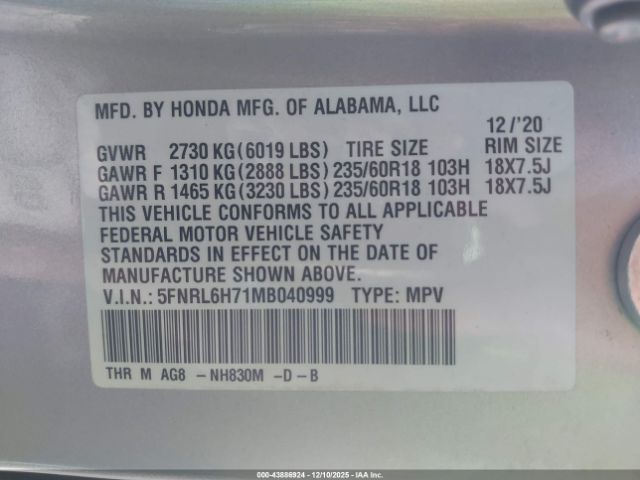 MFD. BY HONDA MFG. OF ALABAMA, LLC
12/'20
GVWR 2730 KG(6019 LBS) TIRE SIZE RIM SIZE
GAWR F 1310 KG(2888 LBS) 235/60R18 103H 18X7.5J
GAWR R 1465 KG(3230 LBS) 235/60R18 103H 18X7.5J
THIS VEHICLE CONFORMS TO ALL APPLICABLE
FEDERAL MOTOR VEHICLE SAFETY
STANDARDS IN EFFECT ON THE DATE OF
MANUFACTURE SHOWN ABOVE.
V.I.N.: 5FNRL6H71MB040999 TYPE: MPV
THR M AG8 -NH830M -D-B
000-43886924 - 12/10/2025 - IAAI.COM